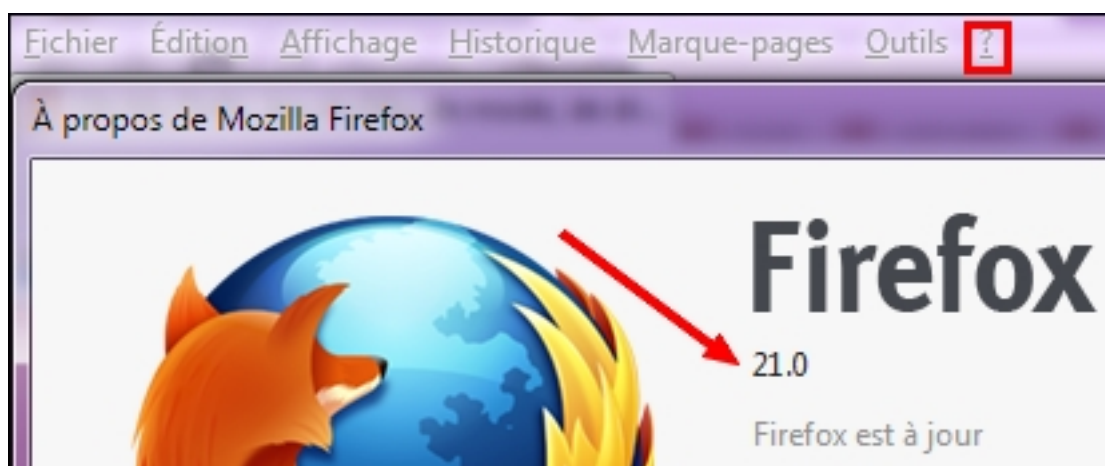 Fichier Édition Affichage Historique Marque-pages Outils ?
À propos de Mozilla Firefox
Firefox
21.0
Firefox est à jour